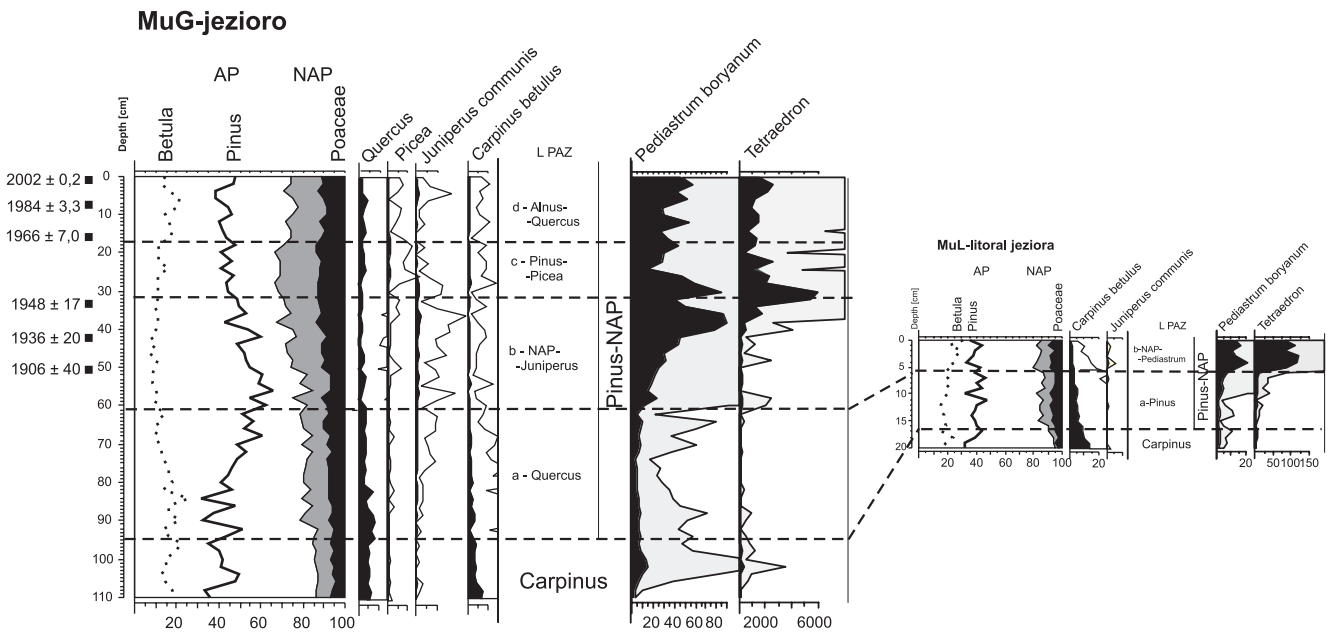 MuG-jezioro
AP NAP
Depth [cm] Betula Pinus Poaceae Quercus Picea Juniperus communis Carpinus betulus L PAZ Pediastrum boryanum Tetraedron
2002 ± 0,2
1984 ± 3,3
1966 ± 7,0
1948 ± 17
1936 ± 20
1906 ± 40
0
10
20
30
40
50
60
70
80
90
100
110
d - Alnus-
-Quercus
c - Pinus-
-Picea
b - NAP-
-Juniperus
a - Quercus
Pinus-NAP
Carpinus
20 40 60 80 100
20 40 60 80
2000 6000
MuL-litoral jeziora
AP NAP
Depth [cm] Betula Pinus Poaceae Carpinus betulus Juniperus communis L PAZ Pediastrum boryanum Tetraedron
0
5
10
15
20
b-NAP-
-Pediastrum
a-Pinus
Pinus-NAP
Carpinus
20 40 60 80 100
20
20
50 100 150